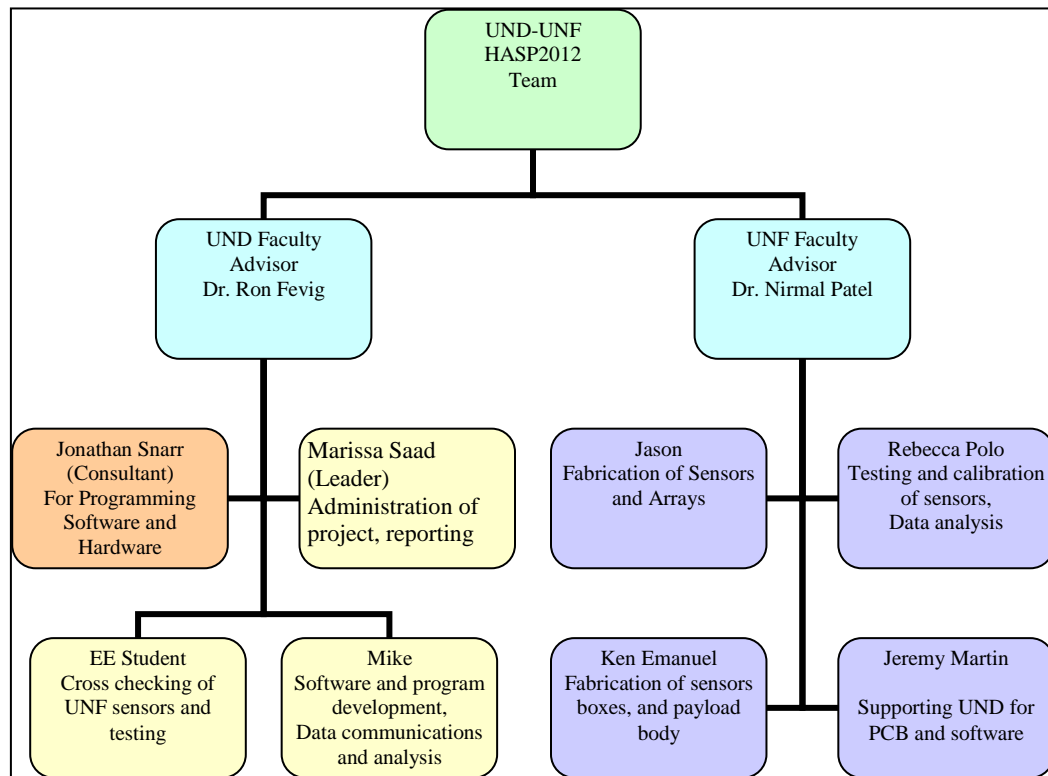 UND-UNF
HASP2012
Team
UND Faculty
Advisor
Dr. Ron Fevig
UNF Faculty
Advisor
Dr. Nirmal Patel
Jonathan Snarr
(Consultant)
For Programming
Software and
Hardware
Marissa Saad
(Leader)
Administration of
project, reporting
Jason
Fabrication of Sensors
and Arrays
Rebecca Polo
Testing and calibration
of sensors,
Data analysis
EE Student
Cross checking of
UNF sensors and
testing
Mike
Software and program
development,
Data communications
and analysis
Ken Emanuel
Fabrication of sensors
boxes, and payload
body
Jeremy Martin
Supporting UND for
PCB and software